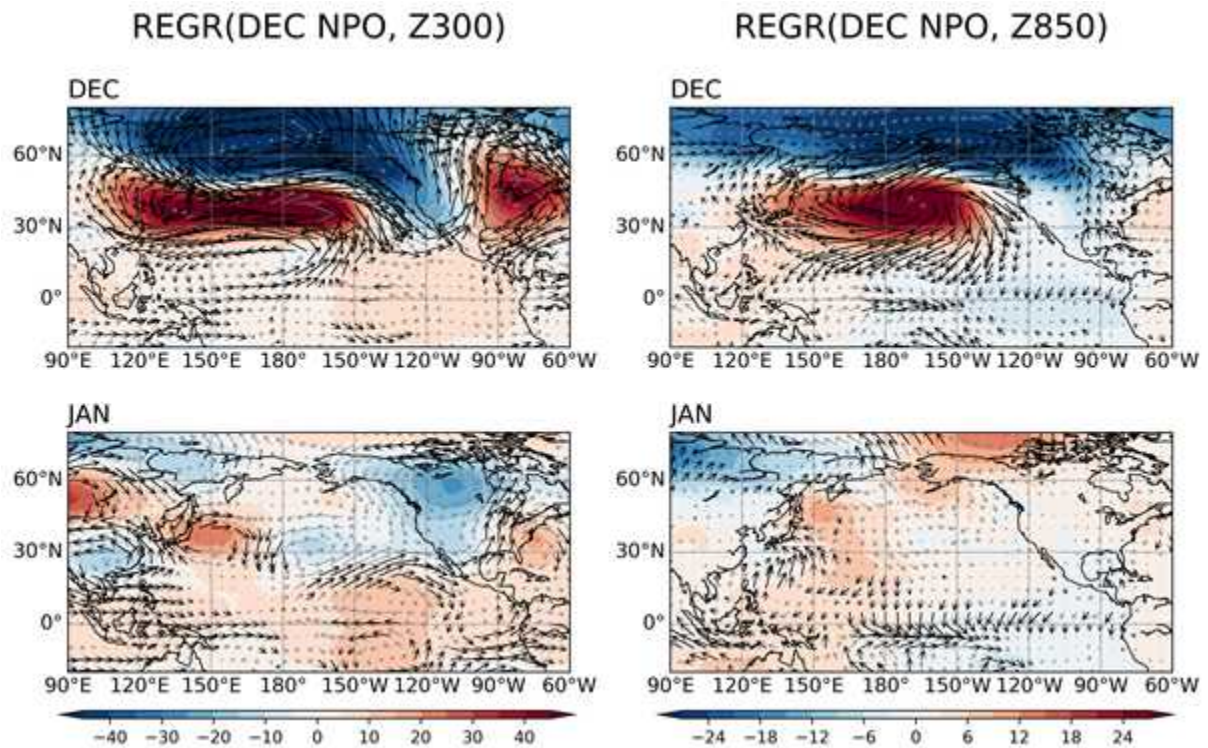 REGR(DEC NPO, Z300) REGR(DEC NPO, Z850)
DEC DEC
60°N 60°N
30°N 30°N
0° 0°
90°E 120°E 150°E 180° 150°W 120°W 90°W 60°W 90°E 120°E 150°E 180° 150°W 120°W 90°W 60°W
JAN JAN
60°N 60°N
30°N 30°N
0° 0°
90°E 120°E 150°E 180° 150°W 120°W 90°W 60°W 90°E 120°E 150°E 180° 150°W 120°W 90°W 60°W
−40 −30 −20 −10 0 10 20 30 40 −24 −18 −12 −6 0 6 12 18 24